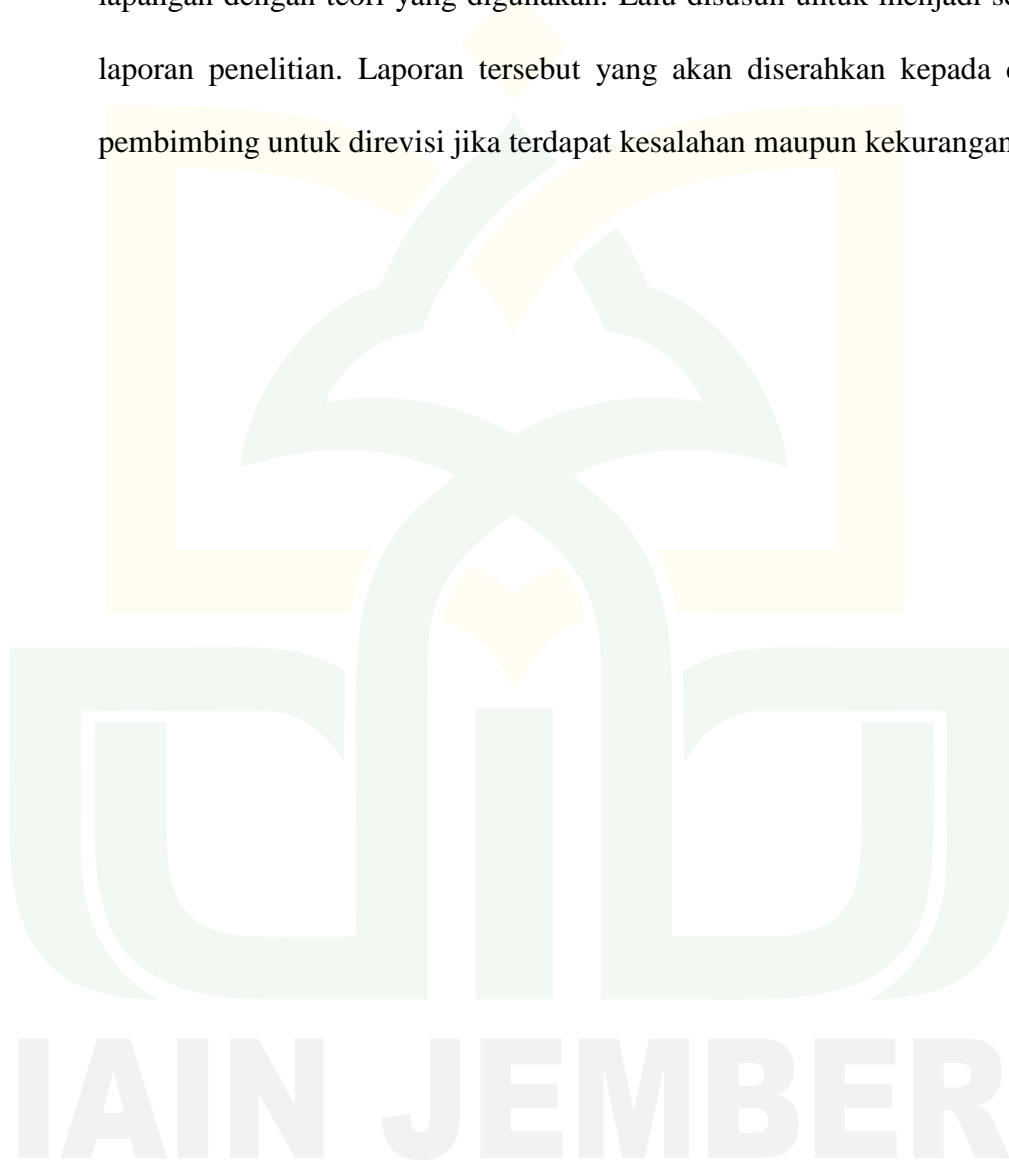 lapangan dengan teori yang digunakan. Lalu disusun untuk menjadi
laporan penelitian. Laporan tersebut yang akan diserahkan kepada
pembimbing untuk direvisi jika terdapat kesalahan maupun kekurangan
IAIN JEMBER